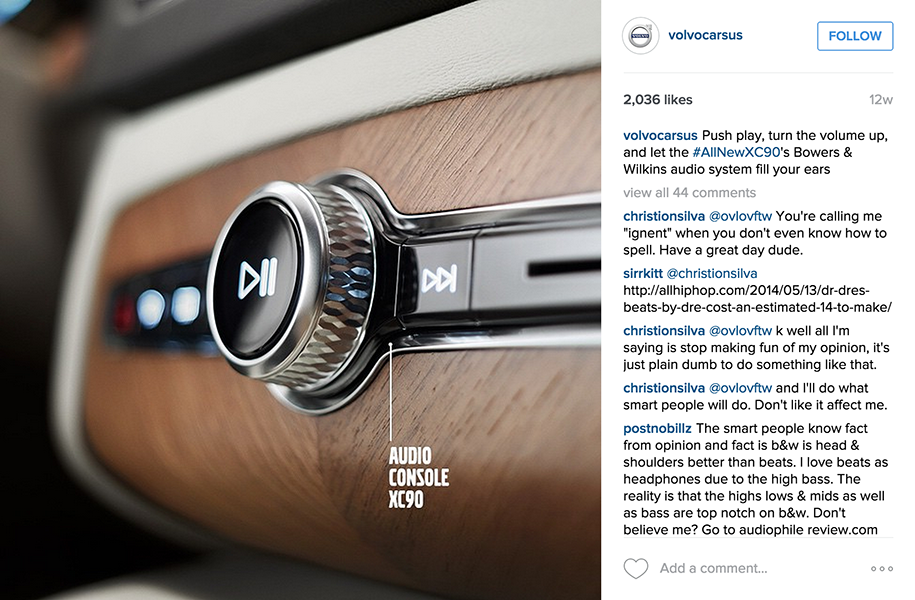 AUDIO
CONSOLE
XC90
VOLVO
volvocarsus
FOLLOW
2,036 likes
12w
volvocarsus Push play, turn the volume up,
and let the #AllNewXC90's Bowers &
Wilkins audio system fill your ears
view all 44 comments
christionsilva @ovlovftw You're calling me
"ignent" when you don't even know how to
spell. Have a great day dude.
sirrkitt @christionsilva
http://allhiphop.com/2014/05/13/dr-dres-
beats-by-dre-cost-an-estimated-14-to-make/
christionsilva @ovlovftw k well all I'm
saying is stop making fun of my opinion, it's
just plain dumb to do something like that.
christionsilva @ovlovftw and I'll do what
smart people will do. Don't like it affect me.
postnobillz The smart people know fact
from opinion and fact is b&w is head &
shoulders better than beats. I love beats as
headphones due to the high bass. The
reality is that the highs lows & mids as well
as bass are top notch on b&w. Don't
believe me? Go to audiophile review.com
Add a comment...